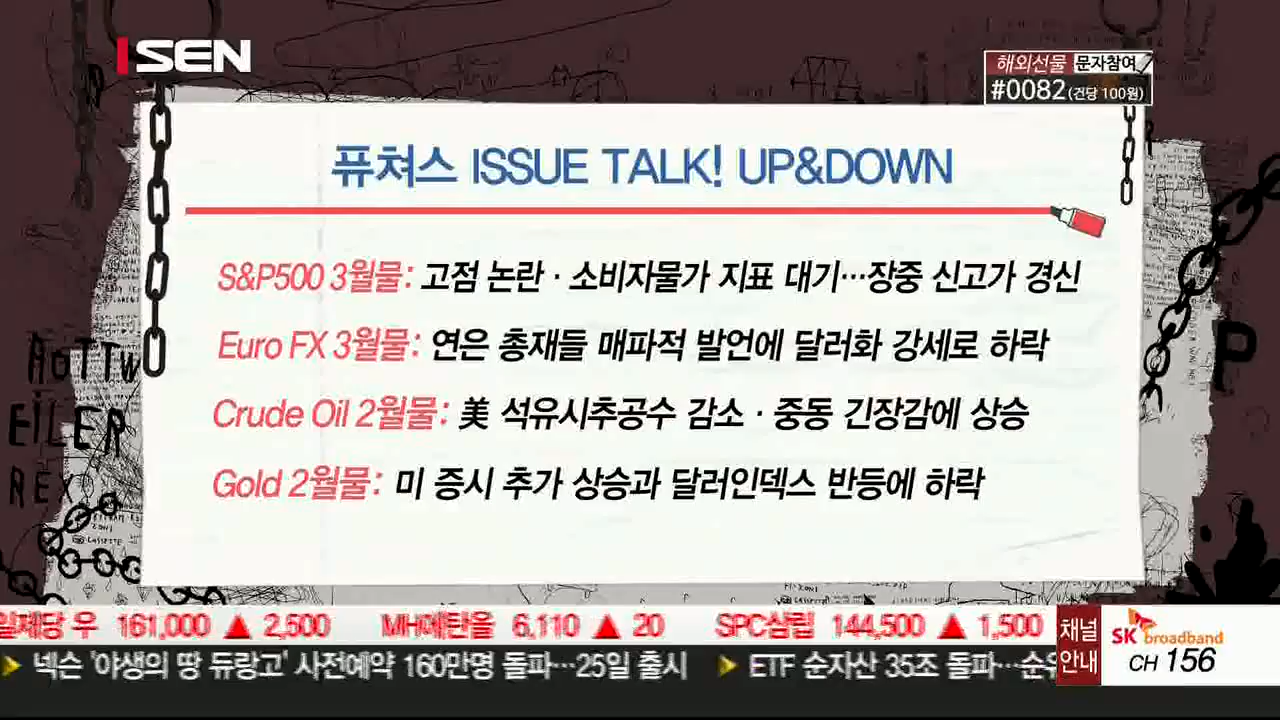 SEN
해외선물 문자참여
#0082(건당 100원)
퓨쳐스 ISSUE TALK! UP&DOWN
S&P500 3월물: 고점 논란·소비자물가 지표 대기…장중 신고가 경신
Euro FX 3월물: 연은 총재들 매파적 발언에 달러화 강세로 하락
Crude Oil 2월물: 美 석유시추공수 감소·중동 긴장감에 상승
Gold 2월물: 미 증시 추가 상승과 달러인덱스 반등에 하락
AOTTW
EILER
REX
P
일제당 우 161,000 ▲ 2,500 MH에탄올 6,110 ▲ 20 SPC삼립 144,500 ▲ 1,500
넥슨 '야생의 땅 듀랑고' 사전예약 160만명 돌파…25일 출시 ETF 순자산 35조 돌파…순위
채널 안내
SK broadband
CH 156